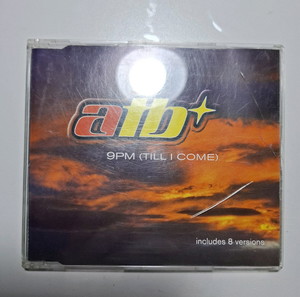 atb
9PM (TILL I COME)
includes 8 versions